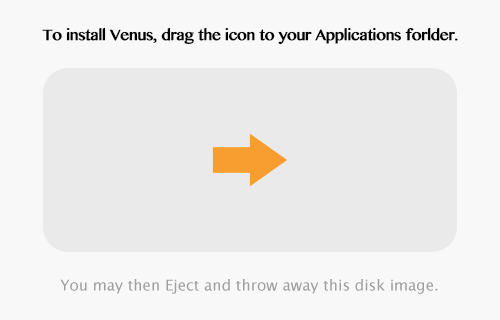 To install Venus, drag the icon to your Applications forlder.
You may then Eject and throw away this disk image.